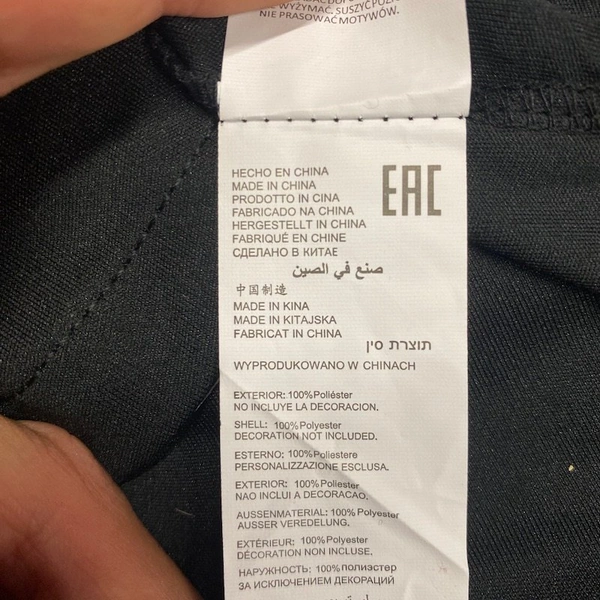 WYŻYMAĆ. SUSZYĆ POZI
NIE PRASOWAĆ MOTYWÓW.
EAC
HECHO EN CHINA
MADE IN CHINA
PRODOTTO IN CINA
FABRICADO NA CHINA
HERGESTELLT IN CHINA
FABRIQUÉ EN CHINE
СДЕЛАНО В КИТАЕ
صنع في الصين
中国制造
MADE IN KINA
MADE IN KITAJSKA
FABRICAT IN CHINA
תוצרת סין
WYPRODUKOWANO W CHINACH
EXTERIOR: 100%Poliéster
NO INCLUYE LA DECORACION.
SHELL: 100%Polyester
DECORATION NOT INCLUDED.
ESTERNO: 100%Poliestere
PERSONALIZZAZIONE ESCLUSA.
EXTERIOR: 100%Polyester
NAO INCLUI A DECORACAO.
AUSSENMATERIAL: 100%Polyester
AUSSER VEREDELUNG.
EXTÉRIEUR: 100%Polyester
DÉCORATION NON INCLUSE.
НАРУЖНОСТЬ: 100%полиэстер
ЗА ИСКЛЮЧЕНИЕМ ДЕКОРАЦИЙ